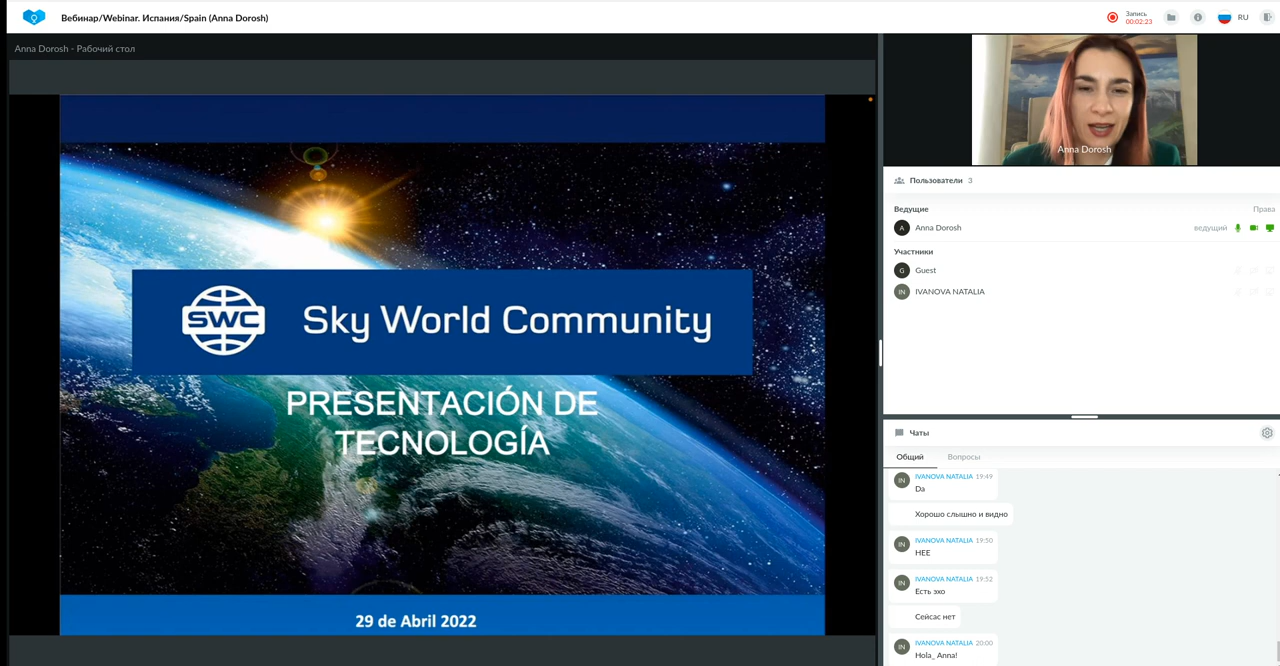 Вебинар/Webinar. Испания/Spain (Anna Dorosh)
Запись
00:02:23
RU
Anna Dorosh - Рабочий стол
SWC
Sky World Community
PRESENTACIÓN DE
TECNOLOGÍA
29 de Abril 2022
Anna Dorosh
Пользователи 3
Ведущие Права
A Anna Dorosh ведущий
Участники
G Guest
IN IVANOVA NATALIA
Чаты
Общий Вопросы
IN IVANOVA NATALIA 19:49
Da
Хорошо слышно и видно
IN IVANOVA NATALIA 19:50
HEE
IN IVANOVA NATALIA 19:52
Есть эхо
Сейсас нет
IN IVANOVA NATALIA 20:00
Hola_ Anna!